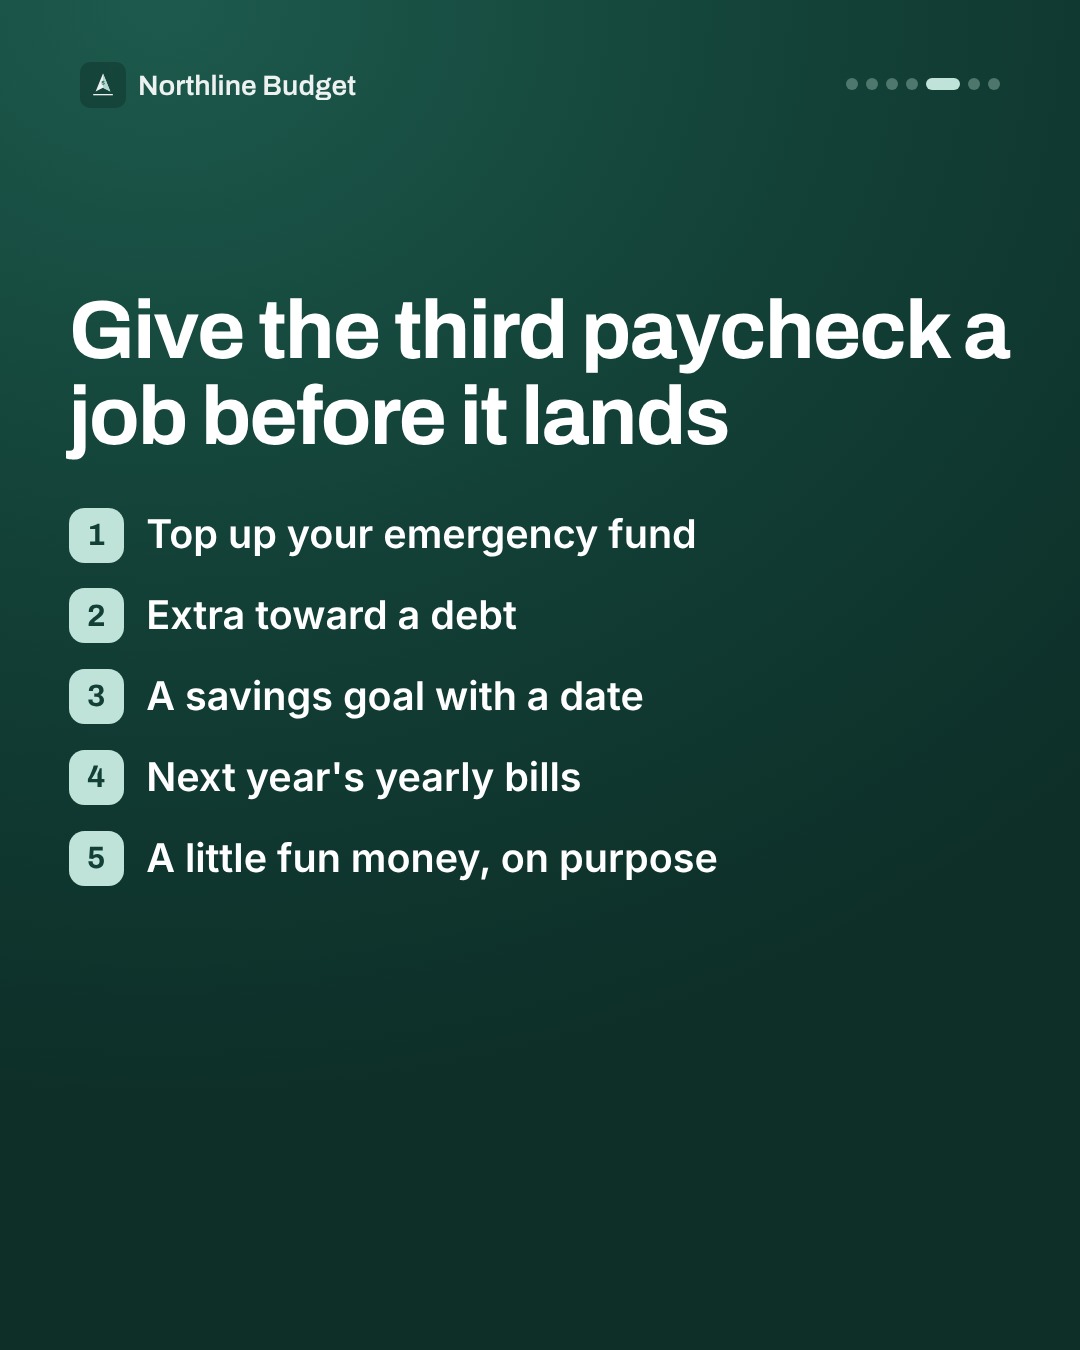 Northline Budget
Give the third paycheck a
job before it lands
1 Top up your emergency fund
2 Extra toward a debt
3 A savings goal with a date
4 Next year's yearly bills
5 A little fun money, on purpose